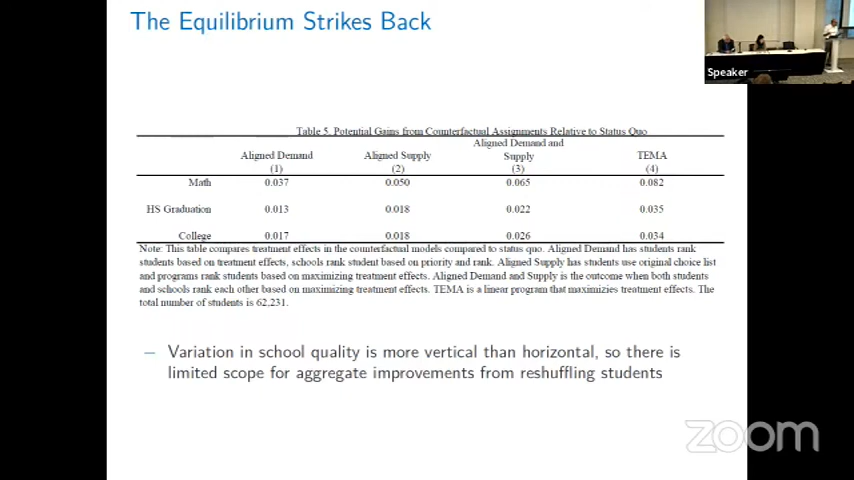 The Equilibrium Strikes Back
Speaker
Table 5. Potential Gains from Counterfactual Assignments Relative to Status Quo
Aligned Demand Aligned Supply Aligned Demand and Supply TEMA
(1) (2) (3) (4)
Math 0.037 0.050 0.065 0.082
HS Graduation 0.013 0.018 0.022 0.035
College 0.017 0.018 0.026 0.034
Note: This table compares treatment effects in the counterfactual models compared to status quo. Aligned Demand has students rank
students based on treatment effects, schools rank student based on priority and rank. Aligned Supply has students use original choice list
and programs rank students based on maximizing treatment effects. Aligned Demand and Supply is the outcome when both students
and schools rank each other based on maximizing treatment effects. TEMA is a linear program that maximizies treatment effects. The
total number of students is 62,231.
– Variation in school quality is more vertical than horizontal, so there is
limited scope for aggregate improvements from reshuffling students
zoom